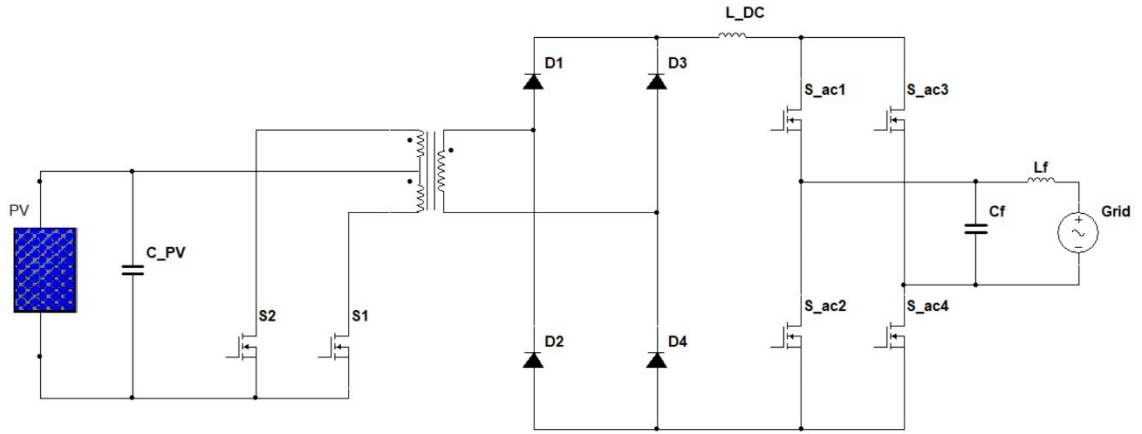 L_DC
D1
D3
S_ac1
S_ac3
Lf
PV
C_PV
Cf
Grid
S2
S1
D2
D4
S_ac2
S_ac4